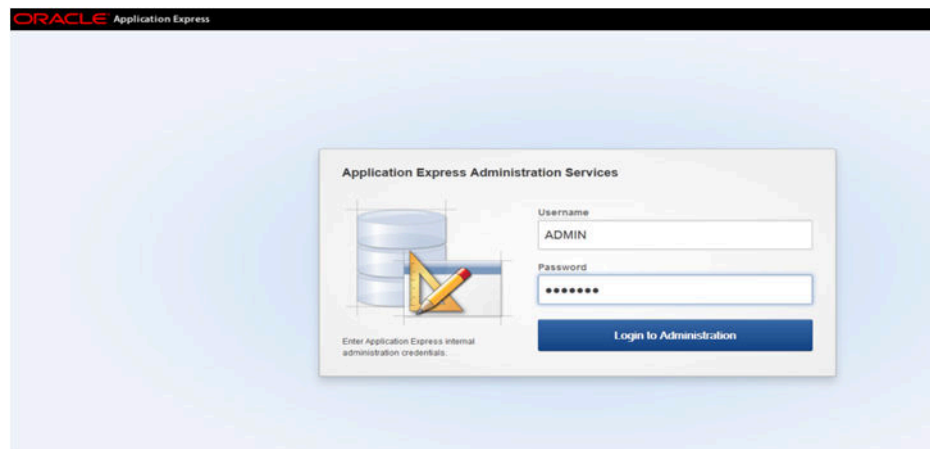 ORACLE Application Express
Application Express Administration Services
Username
ADMIN
Password
•••••••
Login to Administration
Enter Application Express internal
administration credentials.